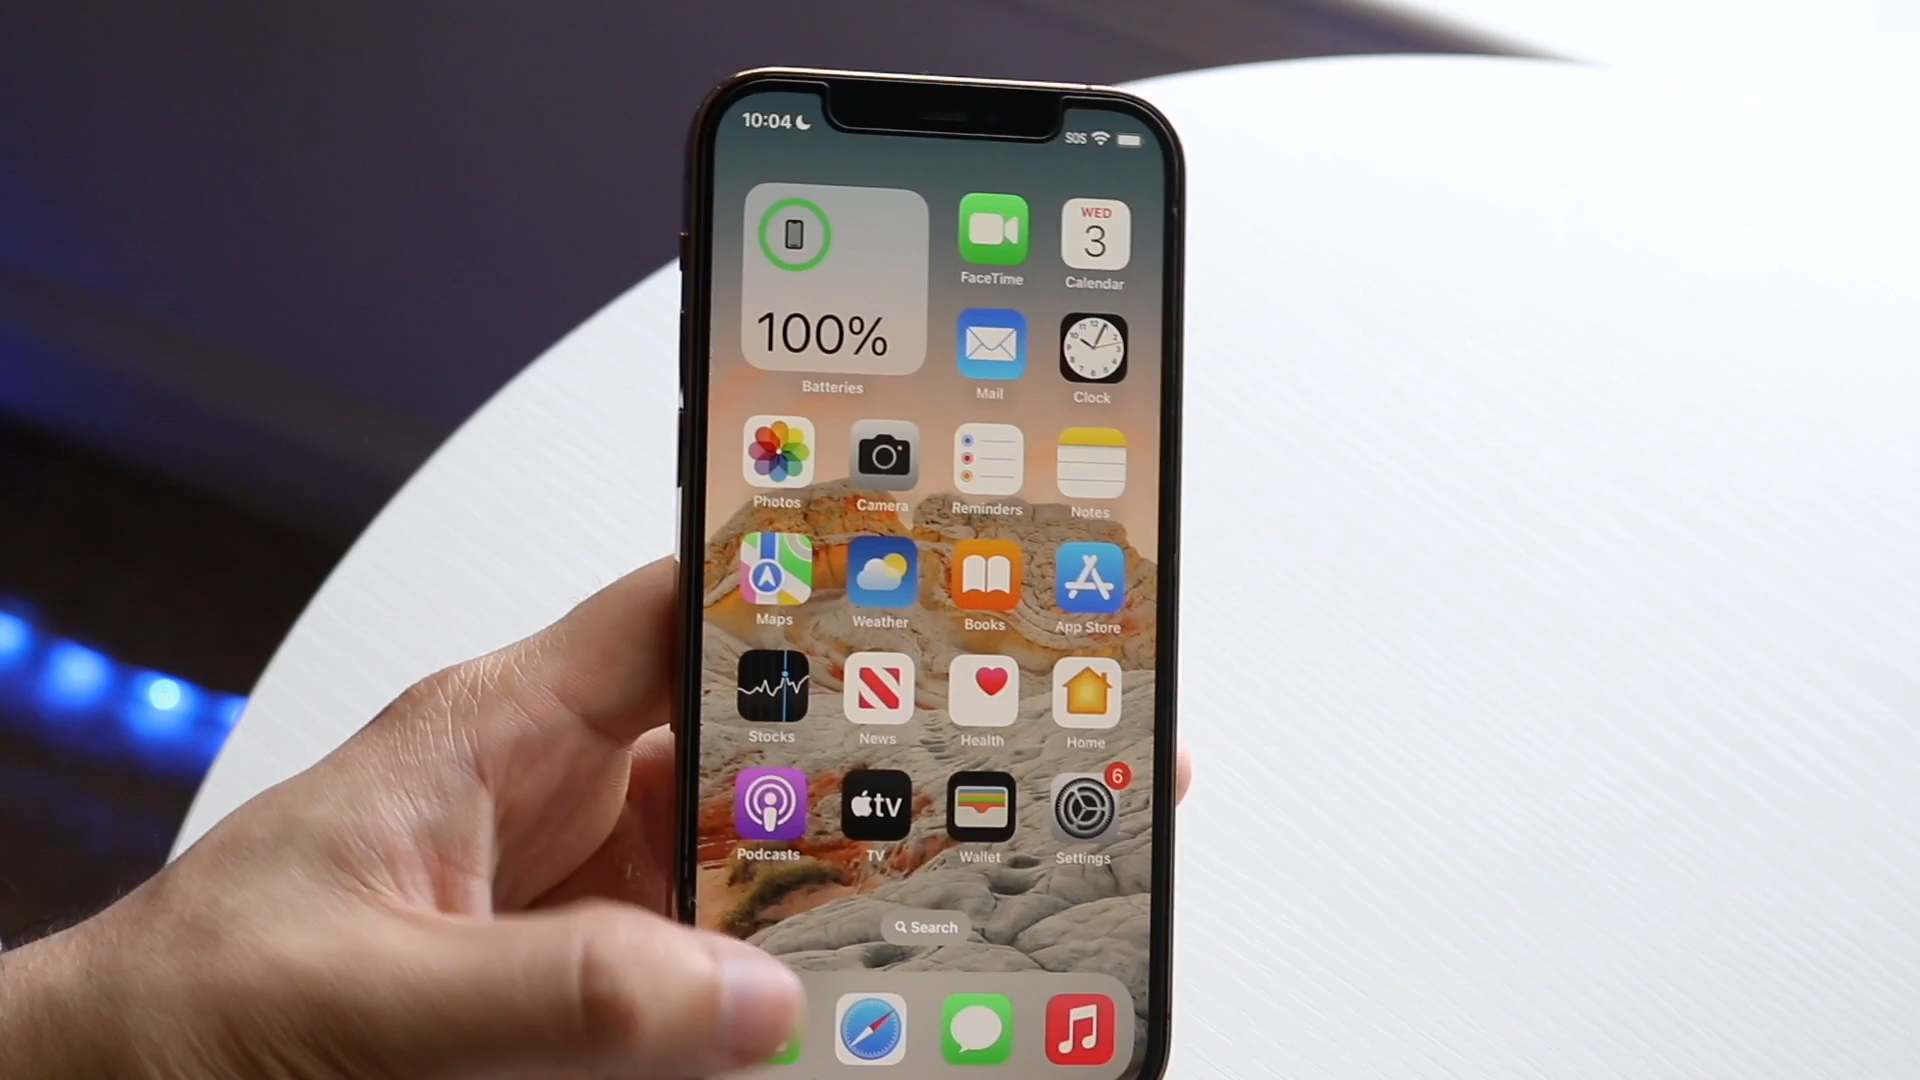 10:04
SOS
100%
Batteries
FaceTime
WED
3
Calendar
Mail
Clock
Photos
Camera
Reminders
Notes
Maps
Weather
Books
App Store
Stocks
News
Health
Home
6
tv
Podcasts
TV
Wallet
Settings
Search